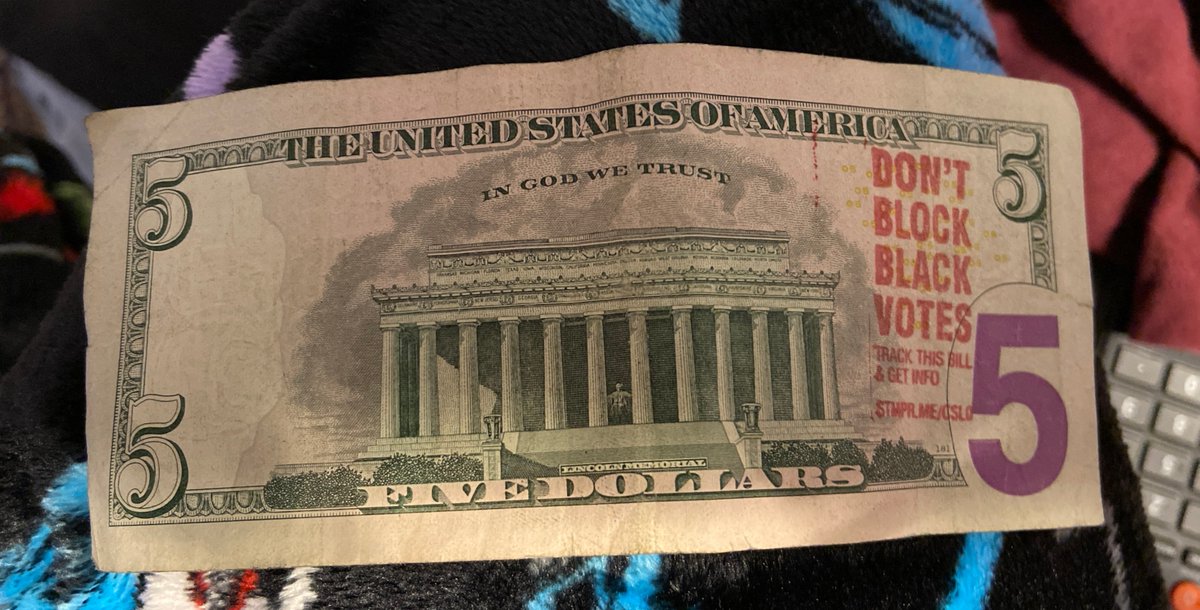 THE UNITED STATES OF AMERICA
IN GOD WE TRUST
5
5
DON'T
BLOCK
BLACK
VOTES
TRACK THIS BILL
& GET INFO
STMPR.ME/CSLO
5
5
LINCOLN MEMORIAL
FIVE DOLLARS
181